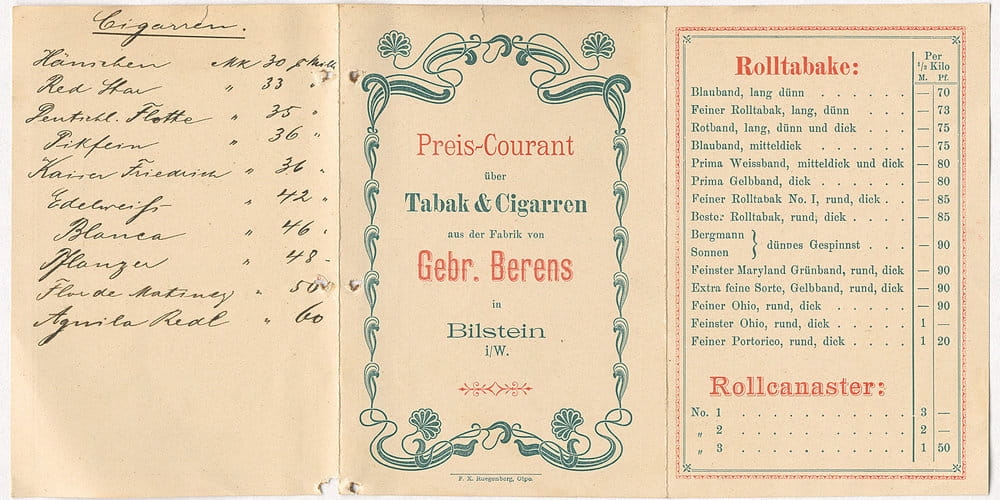 Cigarren.
Hänschen Mk 30 p Mille
Red Star " 33 "
Deutschl. Flotte " 35 "
Pikfein " 36 "
Kaiser Friedrich " 36 "
Edelweiss " 42 "
Blanca " 46 "
Pflanzer " 48 "
Flor de " 50
Aguila Real " 60
Preis-Courant
über
Tabak & Cigarren
aus der Fabrik von
Gebr. Berens
in
Bilstein
i/W.
F. X. Ruegenberg, Olpe.
Rolltabake:
Per
1/2 Kilo
M. Pf.
Blauband, lang dünn . . . . . . — 70
Feiner Rolltabak, lang, dünn . . . — 73
Rotband, lang, dünn und dick . . . — 75
Blauband, mitteldick . . . . . . — 75
Prima Weissband, mitteldick und dick — 80
Prima Gelbband, dick . . . . . . — 80
Feiner Rolltabak No. I, rund, dick . . — 85
Bester Rolltabak, rund, dick . . . . — 85
Bergmann
Sonnen } dünnes Gespinnst . . . — 90
Feinster Maryland Grünband, rund, dick — 90
Extra feine Sorte, Gelbband, rund, dick — 90
Feiner Ohio, rund, dick . . . . . — 90
Feinster Ohio, rund, dick . . . . . 1 —
Feiner Portorico, rund, dick . . . . 1 20
Rollcanaster:
No. 1 . . . . . . . . . . 3 —
„ 2 . . . . . . . . . . 2 —
„ 3 . . . . . . . . . . 1 50